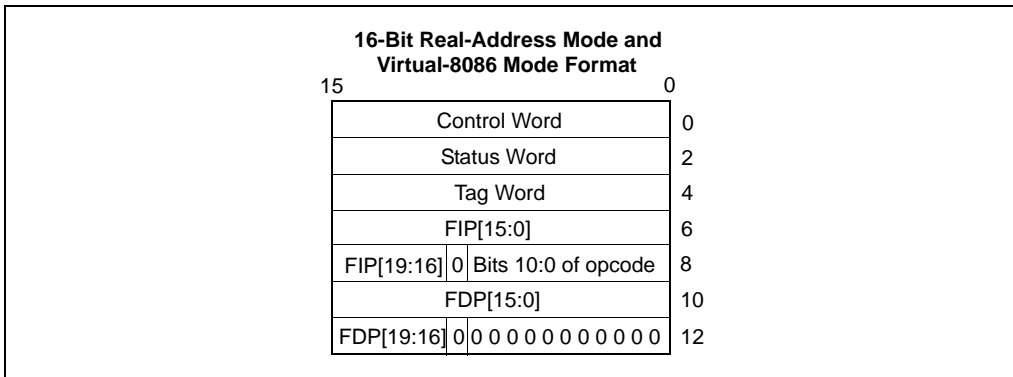 16-Bit Real-Address Mode and
Virtual-8086 Mode Format
15 0
Control Word 0
Status Word 2
Tag Word 4
FIP[15:0] 6
FIP[19:16] 0 Bits 10:0 of opcode 8
FDP[15:0] 10
FDP[19:16] 0 0 0 0 0 0 0 0 0 0 0 0 12